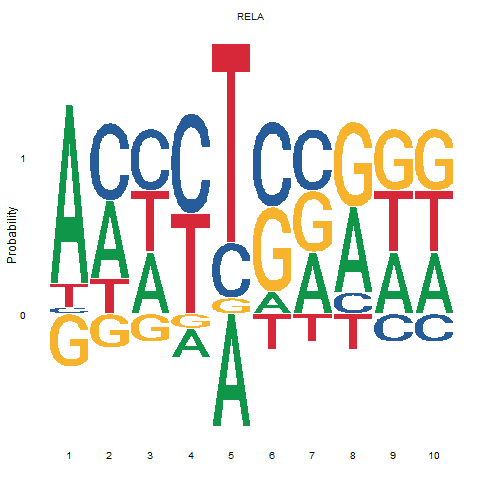 RELA
Probability
1
0
A C C C T C C G G G
T A T T C G G A T T
C T A G G A A C A A
G G G A A T T T C C
1 2 3 4 5 6 7 8 9 10